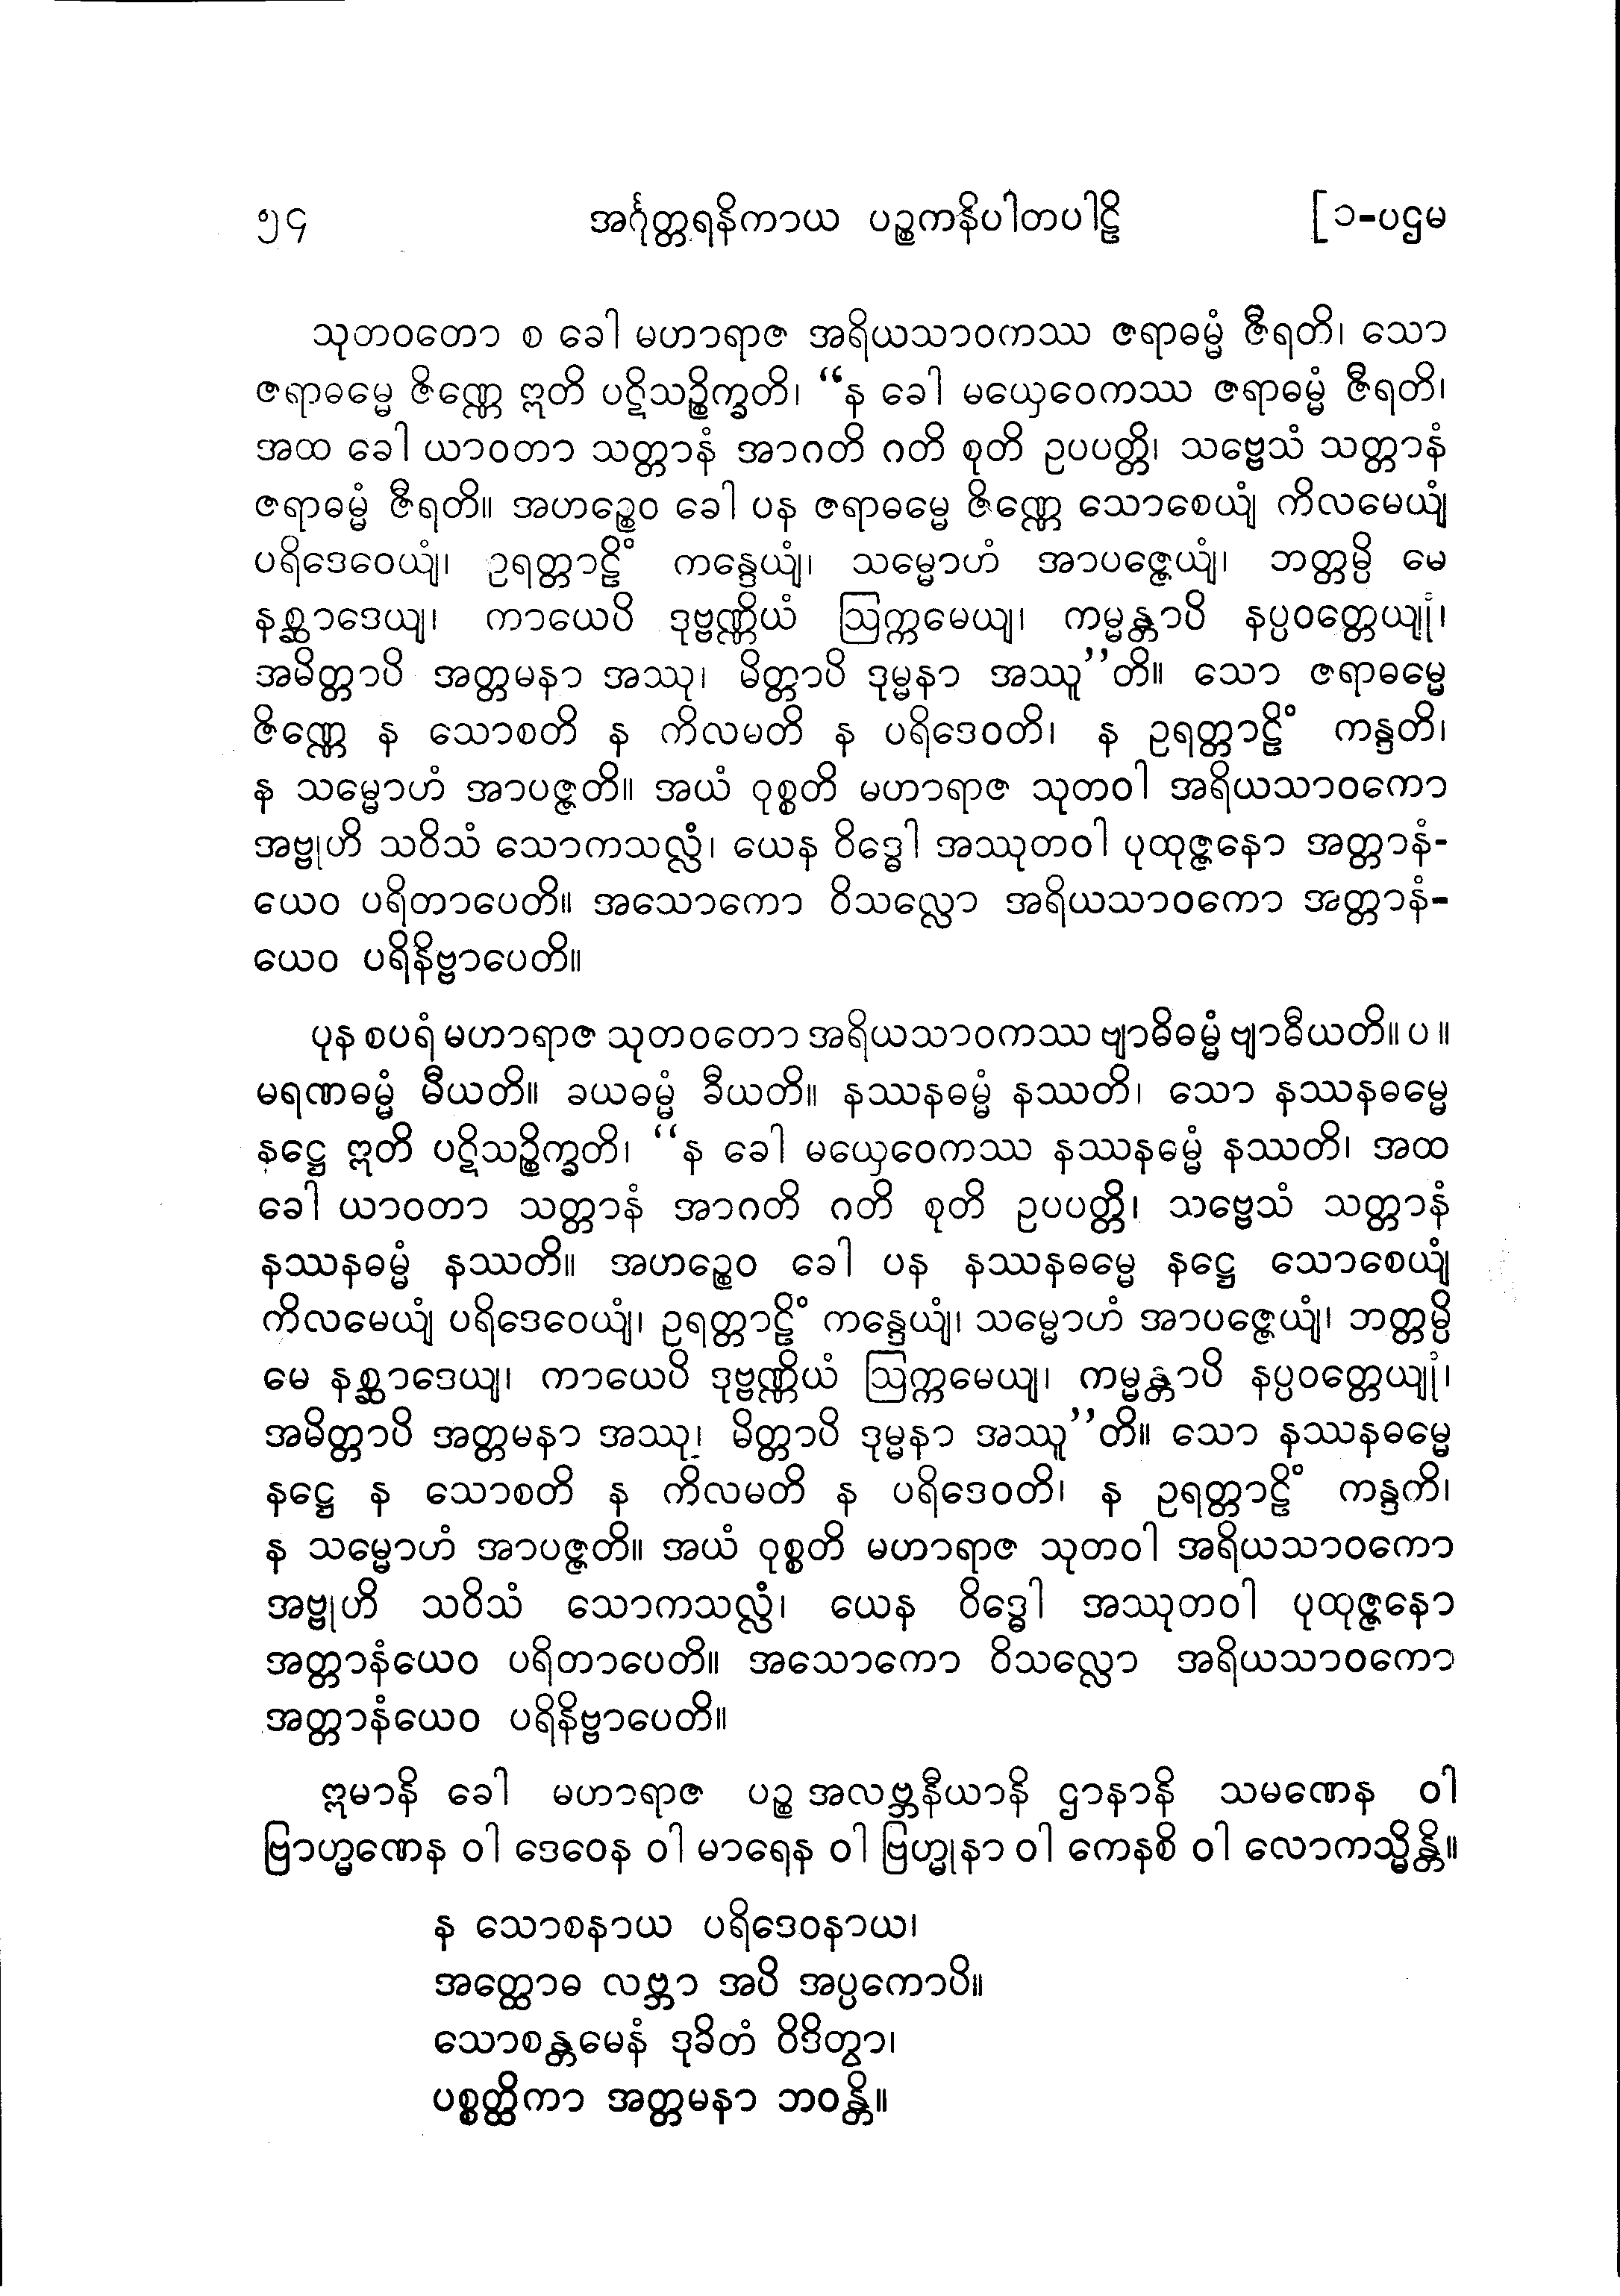 ၅၄ အင်္ဂုတ္တရနိကာယ ပဉ္စကနိပါတပါဠိ [၁-ပဌမ
သုတဝတော စ ခေါ မဟာရာဇ အရိယသာဝကဿ ဇရာဓမ္မံ ဇီရတိ၊ သော
ဇရာဓမ္မေ ဇိဏ္ဏေ ဣတိ ပဋိသဉ္စိက္ခတိ၊ “န ခေါ မယှေဝေကဿ ဇရာဓမ္မံ ဇီရတိ၊
အထ ခေါ ယာဝတာ သတ္တာနံ အာဂတိ ဂတိ စုတိ ဥပပတ္တိ၊ သဗ္ဗေသံ သတ္တာနံ
ဇရာဓမ္မံ ဇီရတိ။ အဟဉ္စေဝ ခေါ ပန ဇရာဓမ္မေ ဇိဏ္ဏေ သောစေယျံ ကိလမေယျံ
ပရိဒေဝေယျံ၊ ဥရတ္တာဠိံ ကန္ဒေယျံ၊ သမ္မောဟံ အာပဇ္ဇေယျံ၊ ဘတ္တမ္ပိ မေ
နစ္ဆာဒေယျ၊ ကာယေပိ ဒုဗ္ဗဏ္ဏိယံ ဩက္ကမေယျ၊ ကမ္မန္တာပိ နပ္ပဝတ္တေယျုံ၊
အမိတ္တာပိ အတ္တမနာ အဿု၊ မိတ္တာပိ ဒုမ္မနာ အဿူ”တိ။ သော ဇရာဓမ္မေ
ဇိဏ္ဏေ န သောစတိ န ကိလမတိ န ပရိဒေဝတိ၊ န ဥရတ္တာဠိံ ကန္ဒတိ၊
န သမ္မောဟံ အာပဇ္ဇတိ။ အယံ ဝုစ္စတိ မဟာရာဇ သုတဝါ အရိယသာဝကော
အဗ္ဗုဟိ သဝိသံ သောကသလ္လံ၊ ယေန ဝိဒ္ဓေါ အဿုတဝါ ပုထုဇ္ဇနော အတ္တာနံ-
ယေဝ ပရိတာပေတိ။ အသောကော ဝိသလ္လော အရိယသာဝကော အတ္တာနံ-
ယေဝ ပရိနိဗ္ဗာပေတိ။
ပုန စပရံ မဟာရာဇ သုတဝတော အရိယသာဝကဿ ဗျာဓိဓမ္မံ ဗျာဓီယတိ။ ပ ။
မရဏဓမ္မံ မီယတိ။ ခယဓမ္မံ ခီယတိ။ နဿနဓမ္မံ နဿတိ၊ သော နဿနဓမ္မေ
နဋ္ဌေ ဣတိ ပဋိသဉ္စိက္ခတိ၊ “န ခေါ မယှေဝေကဿ နဿနဓမ္မံ နဿတိ၊ အထ
ခေါ ယာဝတာ သတ္တာနံ အာဂတိ ဂတိ စုတိ ဥပပတ္တိ၊ သဗ္ဗေသံ သတ္တာနံ
နဿနဓမ္မံ နဿတိ။ အဟဉ္စေဝ ခေါ ပန နဿနဓမ္မေ နဋ္ဌေ သောစေယျံ
ကိလမေယျံ ပရိဒေဝေယျံ၊ ဥရတ္တာဠိံ ကန္ဒေယျံ၊ သမ္မောဟံ အာပဇ္ဇေယျံ၊ ဘတ္တမ္ပိ
မေ နစ္ဆာဒေယျ၊ ကာယေပိ ဒုဗ္ဗဏ္ဏိယံ ဩက္ကမေယျ၊ ကမ္မန္တာပိ နပ္ပဝတ္တေယျုံ၊
အမိတ္တာပိ အတ္တမနာ အဿု၊ မိတ္တာပိ ဒုမ္မနာ အဿူ”တိ။ သော နဿနဓမ္မေ
နဋ္ဌေ န သောစတိ န ကိလမတိ န ပရိဒေဝတိ၊ န ဥရတ္တာဠိံ ကန္ဒကိ၊
န သမ္မောဟံ အာပဇ္ဇတိ။ အယံ ဝုစ္စတိ မဟာရာဇ သုတဝါ အရိယသာဝကော
အဗ္ဗုဟိ သဝိသံ သောကသလ္လံ၊ ယေန ဝိဒ္ဓေါ အဿုတဝါ ပုထုဇ္ဇနော
အတ္တာနံယေဝ ပရိတာပေတိ။ အသောကော ဝိသလ္လော အရိယသာဝကော
အတ္တာနံယေဝ ပရိနိဗ္ဗာပေတိ။
ဣမာနိ ခေါ မဟာရာဇ ပဉ္စ အလဗ္ဘနီယာနိ ဌာနာနိ သမဏေန ဝါ
ဗြာဟ္မဏေန ဝါ ဒေဝေန ဝါ မာရေန ဝါ ဗြဟ္မုနာ ဝါ ကေနစိ ဝါ လောကသ္မိန္တိ။
န သောစနာယ ပရိဒေဝနာယ၊
အတ္ထောဓ လဗ္ဘာ အပိ အပ္ပကောပိ။
သောစန္တမေနံ ဒုခိတံ ဝိဒိတွာ၊
ပစ္စတ္ထိကာ အတ္တမနာ ဘဝန္တိ။